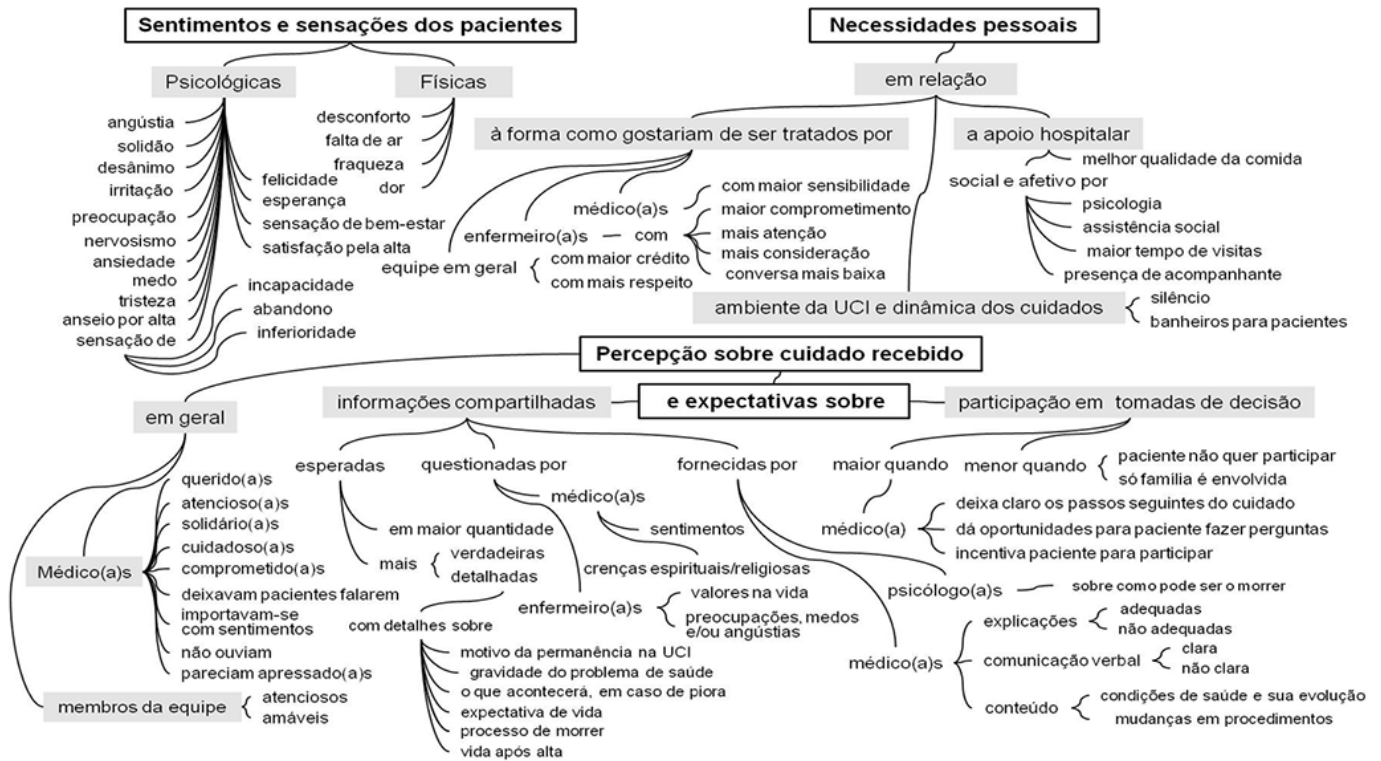 Sentimentos e sensações dos pacientes
Psicológicas
Físicas
angústia
solidão
desânimo
irritação
preocupação
nervosismo
ansiedade
medo
tristeza
anseio por alta
sensação de
felicidade
esperança
sensação de bem-estar
satisfação pela alta
incapacidade
abandono
inferioridade
desconforto
falta de ar
fraqueza
dor
Necessidades pessoais
em relação
à forma como gostariam de ser tratados por
a apoio hospitalar
médico(a)s
com maior sensibilidade
enfermeiro(a)s
com
maior comprometimento
mais atenção
mais consideração
conversa mais baixa
equipe em geral
com maior crédito
com mais respeito
melhor qualidade da comida
social e afetivo por
psicologia
assistência social
maior tempo de visitas
presença de acompanhante
ambiente da UCI e dinâmica dos cuidados
silêncio
banheiros para pacientes
Percepção sobre cuidado recebido
e expectativas sobre
em geral
Médico(a)s
querido(a)s
atencioso(a)s
solidário(a)s
cuidadoso(a)s
comprometido(a)s
deixavam pacientes falarem
importavam-se
com sentimentos
não ouviam
pareciam apressado(a)s
membros da equipe
atenciosos
amáveis
informações compartilhadas
esperadas
em maior quantidade
mais
verdadeiras
detalhadas
com detalhes sobre
motivo da permanência na UCI
gravidade do problema de saúde
o que acontecerá, em caso de piora
expectativa de vida
processo de morrer
vida após alta
questionadas por
médico(a)s
sentimentos
crenças espirituais/religiosas
enfermeiro(a)s
valores na vida
preocupações, medos
e/ou angústias
fornecidas por
psicólogo(a)s
sobre como pode ser o morrer
médico(a)s
explicações
adequadas
não adequadas
comunicação verbal
clara
não clara
conteúdo
condições de saúde e sua evolução
mudanças em procedimentos
participação em tomadas de decisão
maior quando
médico(a)
deixa claro os passos seguintes do cuidado
dá oportunidades para paciente fazer perguntas
incentiva paciente para participar
menor quando
paciente não quer participar
só família é envolvida